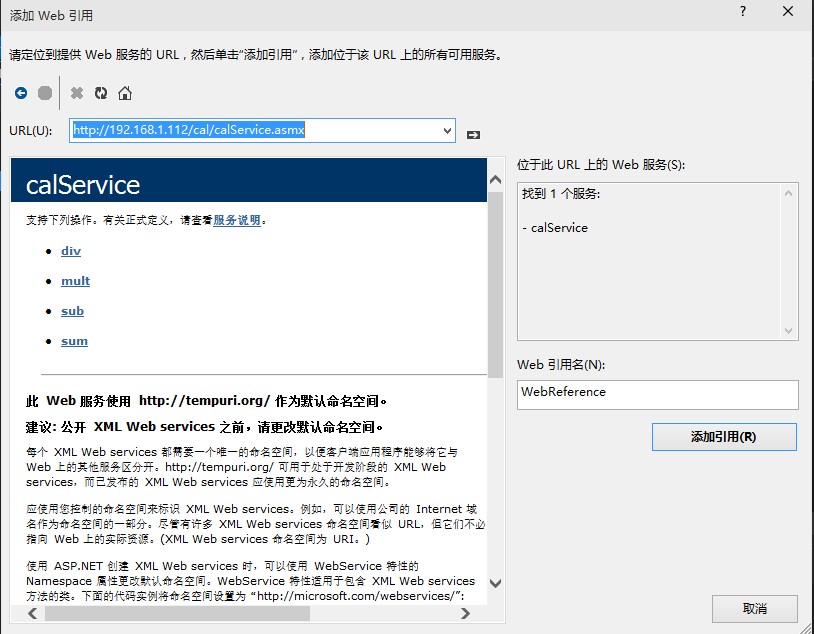 添加 Web 引用
请定位到提供 Web 服务的 URL，然后单击“添加引用”，添加位于该 URL 上的所有可用服务。
URL(U):
http://192.168.1.112/cal/calService.asmx
calService
支持下列操作。有关正式定义，请查看服务说明。
• div
• mult
• sub
• sum
此 Web 服务使用 http://tempuri.org/ 作为默认命名空间。
建议: 公开 XML Web services 之前，请更改默认命名空间。
每个 XML Web services 都需要一个唯一的命名空间，以便客户端应用程序能够将它与
Web 上的其他服务区分开。http://tempuri.org/ 可用于处于开发阶段的 XML Web
services，而已发布的 XML Web services 应使用更为永久的命名空间。
应使用您控制的命名空间来标识 XML Web services。例如，可以使用公司的 Internet 域
名作为命名空间的一部分。尽管有许多 XML Web services 命名空间看似 URL，但它们不必
指向 Web 上的实际资源。(XML Web services 命名空间为 URI。)
使用 ASP.NET 创建 XML Web services 时，可以使用 WebService 特性的
Namespace 属性更改默认命名空间。WebService 特性适用于包含 XML Web services
方法的类。下面的代码实例将命名空间设置为 “http://microsoft.com/webservices/”:
位于此 URL 上的 Web 服务(S):
找到 1 个服务:
- calService
Web 引用名(N):
WebReference
添加引用(R)
取消